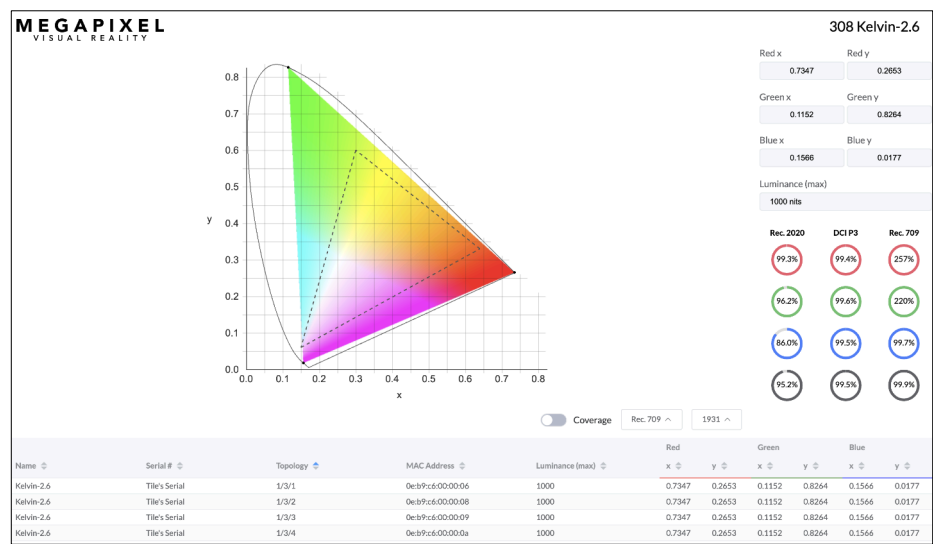 MEGAPIXEL
VISUAL REALITY
308 Kelvin-2.6
Red x Red y
0.7347 0.2653
Green x Green y
0.1152 0.8264
Blue x Blue y
0.1566 0.0177
Luminance (max)
1000 nits
Rec. 2020 DCI P3 Rec. 709
99.3% 99.4% 257%
96.2% 99.6% 220%
86.0% 99.5% 99.7%
95.2% 99.5% 99.9%
0.8
0.7
0.6
0.5
y 0.4
0.3
0.2
0.1
0.0
0.0 0.1 0.2 0.3 0.4 0.5 0.6 0.7 0.8
x
Coverage Rec. 709 1931
Red Green Blue
Name Serial # Topology MAC Address Luminance (max) x y x y x y
Kelvin-2.6 Tile's Serial 1/3/1 0e:b9:c6:00:00:06 1000 0.7347 0.2653 0.1152 0.8264 0.1566 0.0177
Kelvin-2.6 Tile's Serial 1/3/2 0e:b9:c6:00:00:08 1000 0.7347 0.2653 0.1152 0.8264 0.1566 0.0177
Kelvin-2.6 Tile's Serial 1/3/3 0e:b9:c6:00:00:09 1000 0.7347 0.2653 0.1152 0.8264 0.1566 0.0177
Kelvin-2.6 Tile's Serial 1/3/4 0e:b9:c6:00:00:0a 1000 0.7347 0.2653 0.1152 0.8264 0.1566 0.0177